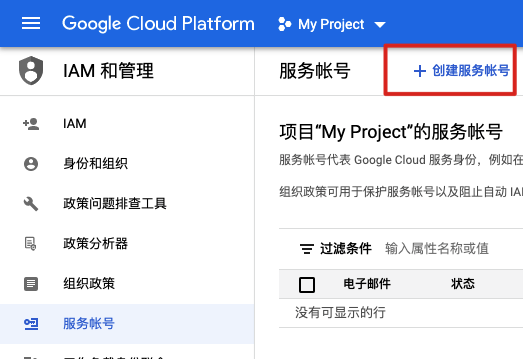 Google Cloud Platform
My Project
IAM 和管理
服务帐号
创建服务帐号
IAM
身份和组织
政策问题排查工具
政策分析器
组织政策
服务帐号
项目“My Project”的服务帐号
服务帐号代表 Google Cloud 服务身份，例如在
组织政策可用于保护服务帐号以及阻止自动 IAM
过滤条件
输入属性名称或值
电子邮件
状态
没有可显示的行